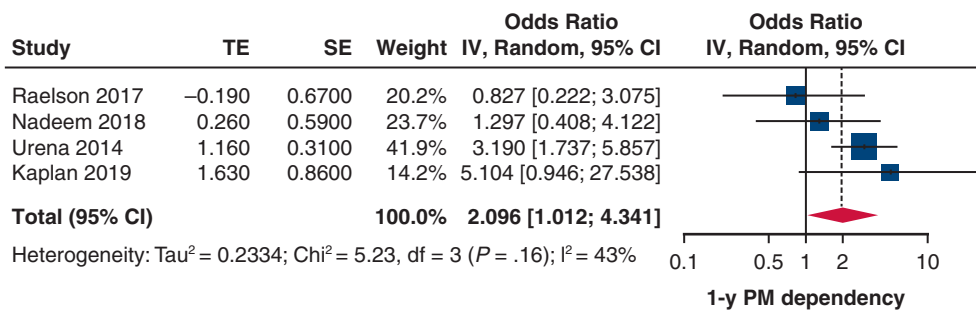 Odds Ratio Odds Ratio
Study TE SE Weight IV, Random, 95% CI IV, Random, 95% CI
Raelson 2017 −0.190 0.6700 20.2% 0.827 [0.222; 3.075]
Nadeem 2018 0.260 0.5900 23.7% 1.297 [0.408; 4.122]
Urena 2014 1.160 0.3100 41.9% 3.190 [1.737; 5.857]
Kaplan 2019 1.630 0.8600 14.2% 5.104 [0.946; 27.538]
Total (95% CI) 100.0% 2.096 [1.012; 4.341]
Heterogeneity: Tau² = 0.2334; Chi² = 5.23, df = 3 (P = .16); I² = 43%
0.1 0.5 1 2 10
1-y PM dependency